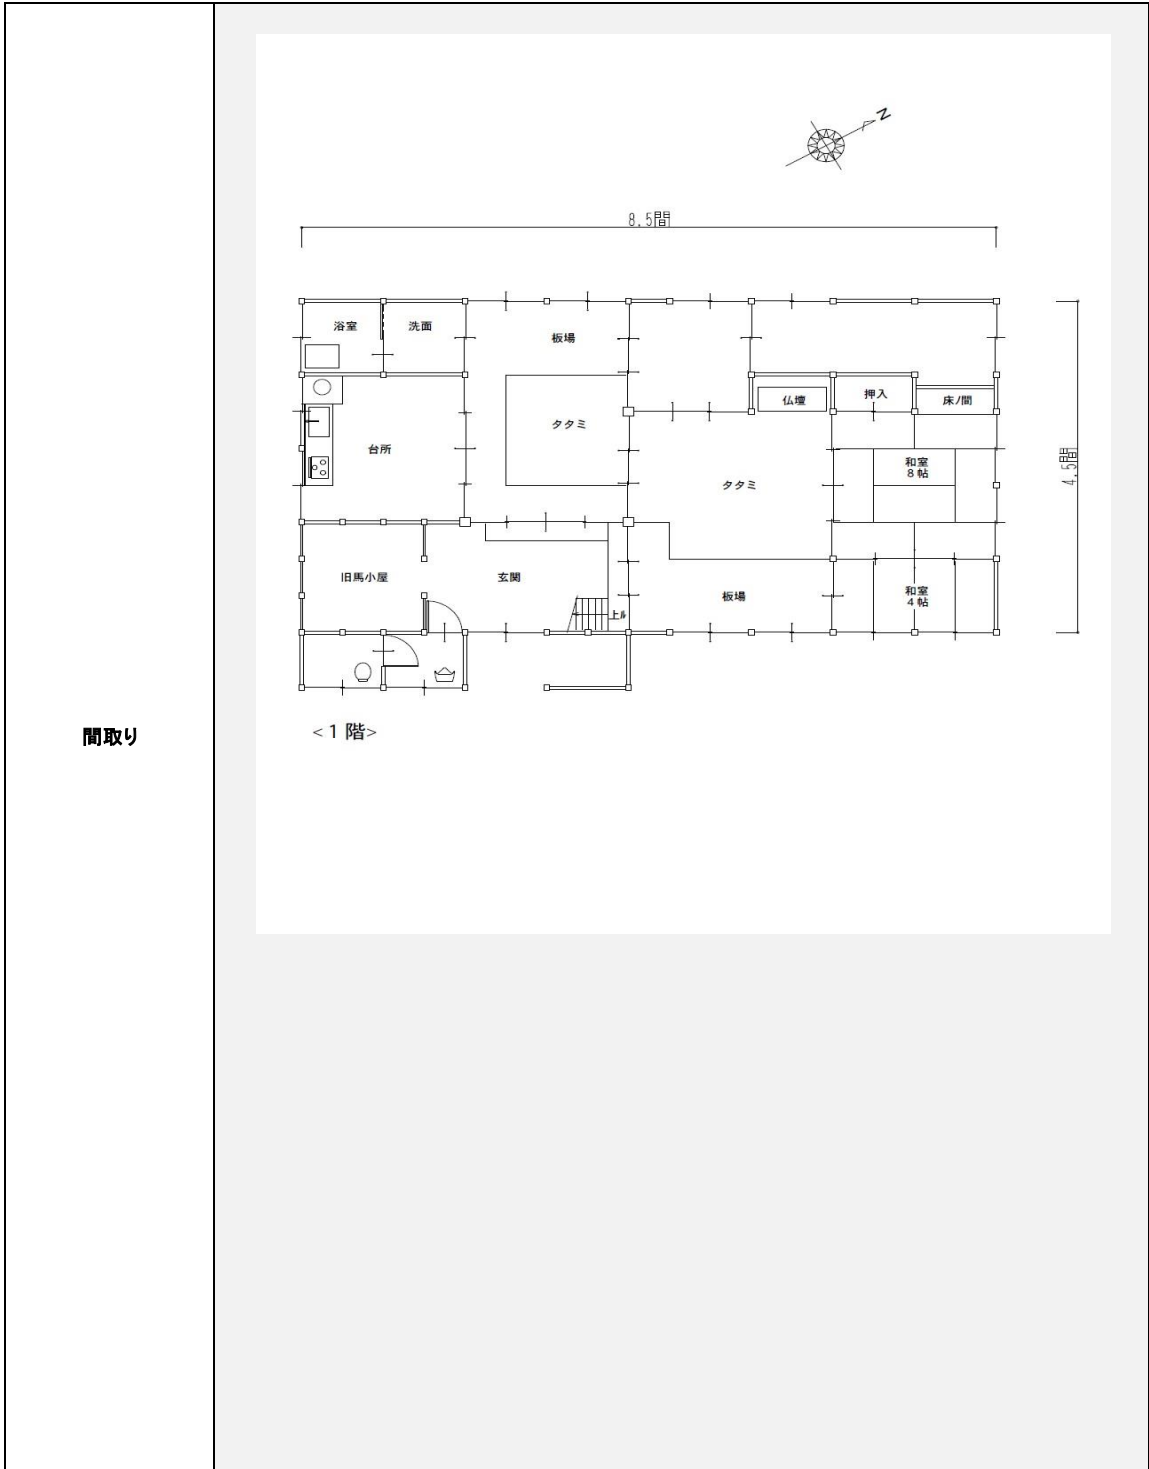 間取り
N
8.5間
4.5間
浴室
洗面
板場
タタミ
台所
仏壇
押入
床ノ間
和室
8帖
タタミ
旧馬小屋
玄関
上ル
板場
和室
4帖
<1階>